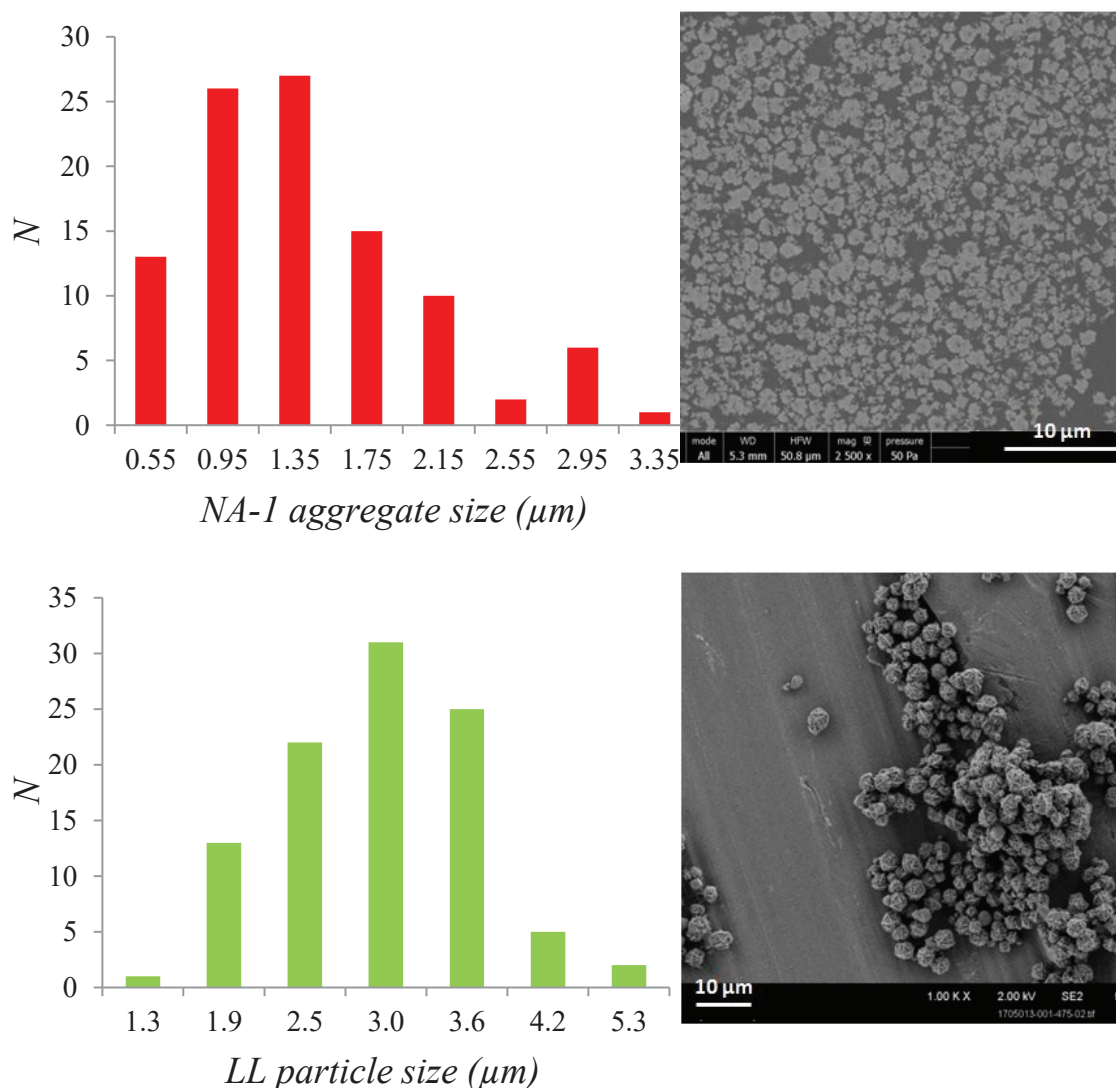 30
25
20
15
10
5
0
N
0.55 0.95 1.35 1.75 2.15 2.55 2.95 3.35
NA-1 aggregate size (µm)
10 µm
mode WD HFW mag pressure
All 5.3 mm 50.8 µm 2 500 x 50 Pa
35
30
25
20
15
10
5
0
N
1.3 1.9 2.5 3.0 3.6 4.2 5.3
LL particle size (µm)
10 µm
1.00 K X 2.00 kV SE2
1705013-001-475-02.tif